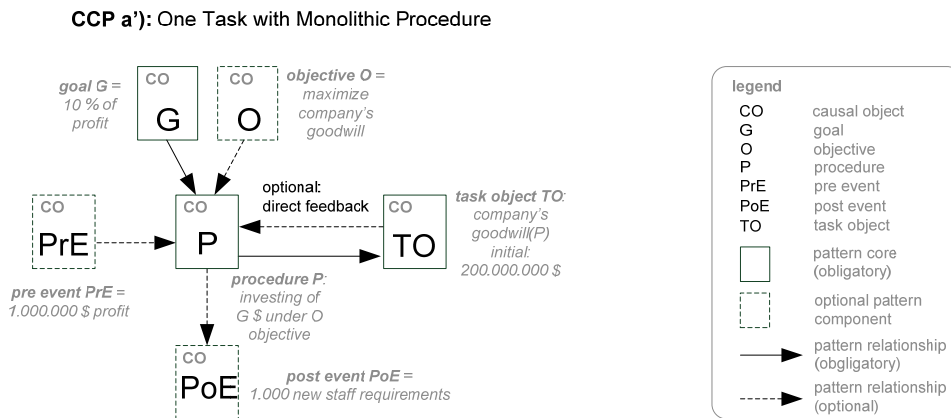 CCP a'): One Task with Monolithic Procedure
goal G =
10 % of
profit
CO
G
CO
O
objective O =
maximize
company's
goodwill
CO
PrE
pre event PrE =
1.000.000 $ profit
CO
P
optional:
direct feedback
CO
TO
task object TO:
company's
goodwill(P)
initial:
200.000.000 $
procedure P:
investing of
G $ under O
objective
CO
PoE
post event PoE =
1.000 new staff requirements
legend
CO causal object
G goal
O objective
P procedure
PrE pre event
PoE post event
TO task object
pattern core
(obligatory)
optional pattern
component
pattern relationship
(obgligatory)
pattern relationship
(optional)